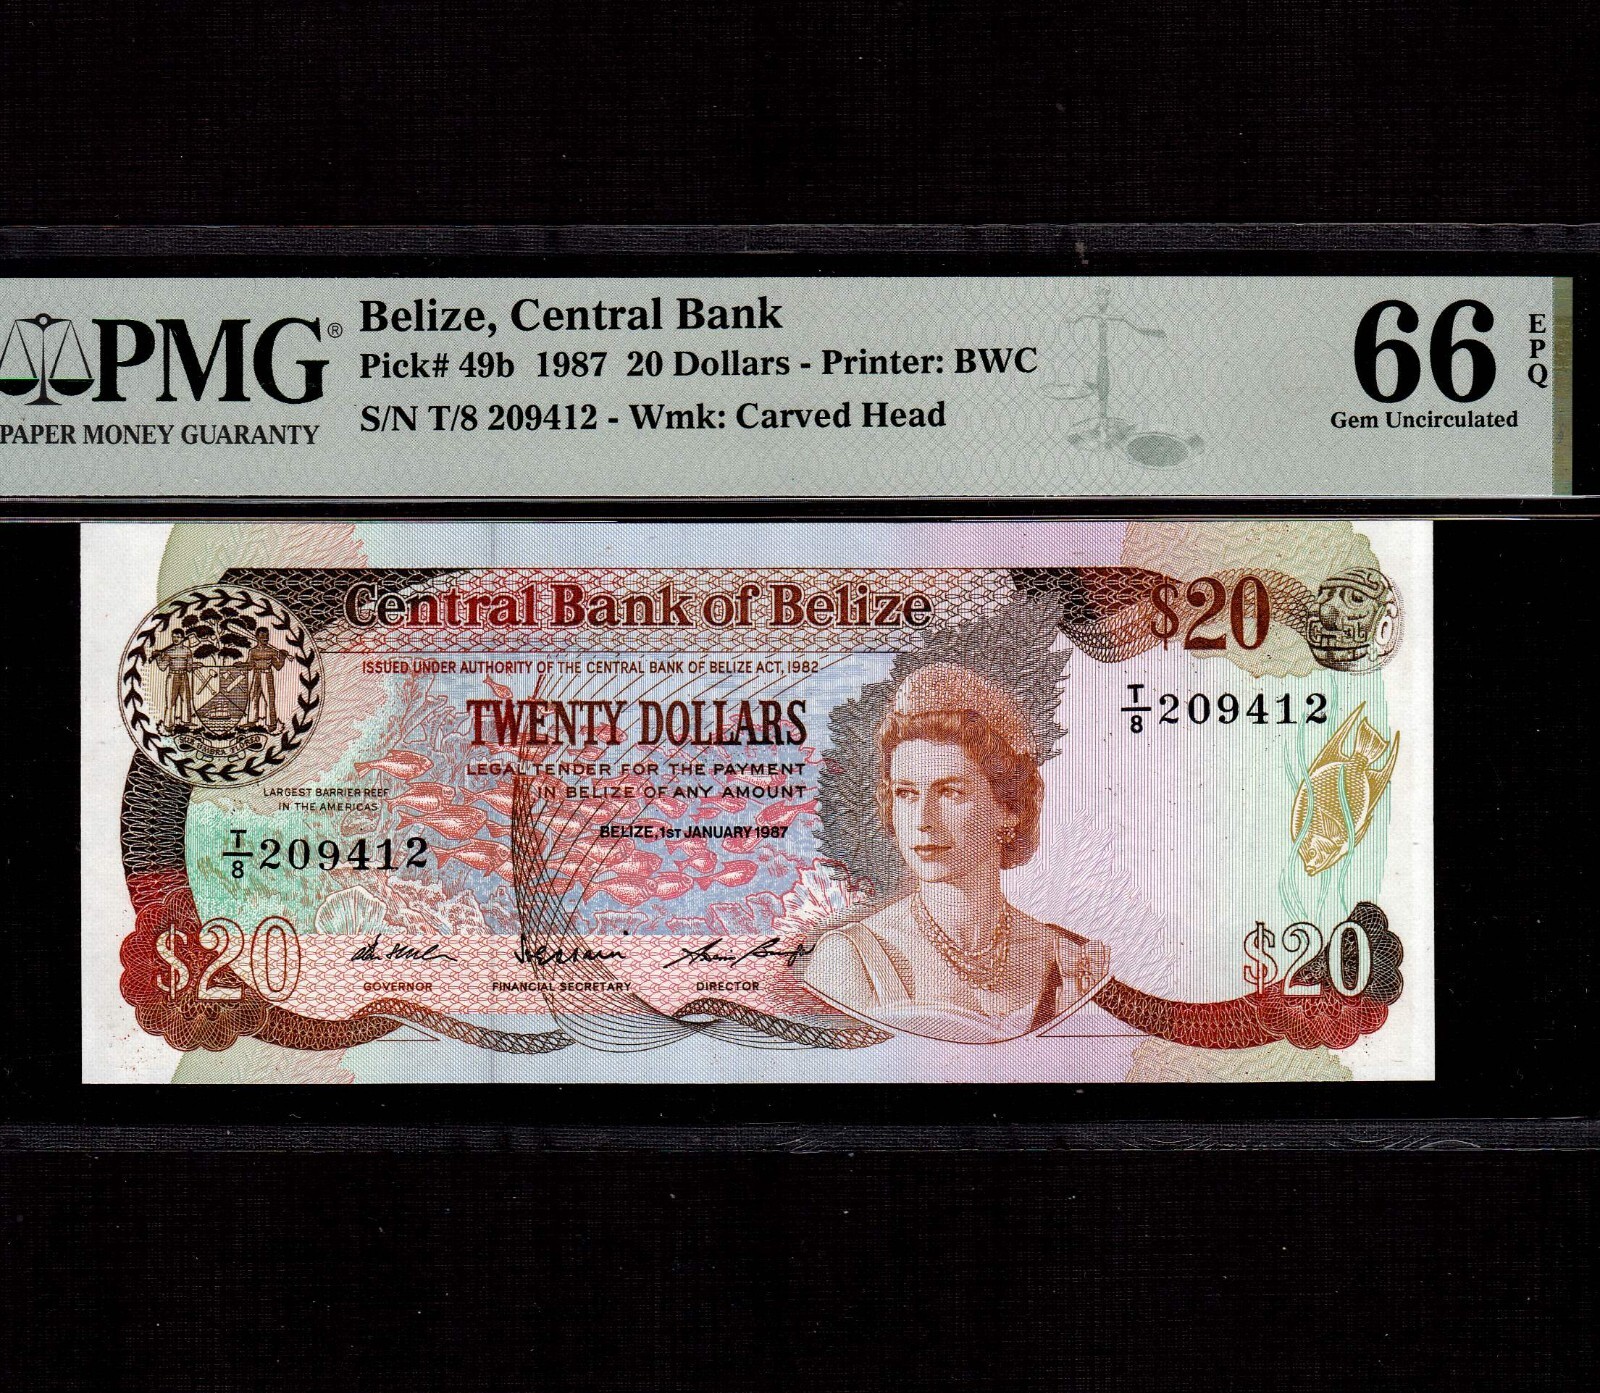 PMG®
PAPER MONEY GUARANTY
Belize, Central Bank
Pick# 49b 1987 20 Dollars - Printer: BWC
S/N T/8 209412 - Wmk: Carved Head
66
EPQ
Gem Uncirculated
Central Bank of Belize
$20
ISSUED UNDER AUTHORITY OF THE CENTRAL BANK OF BELIZE ACT, 1982
T/8 209412
TWENTY DOLLARS
LEGAL TENDER FOR THE PAYMENT
IN BELIZE OF ANY AMOUNT
LARGEST BARRIER REEF
IN THE AMERICAS
BELIZE, 1ST JANUARY 1987
T/8 209412
$20
$20
GOVERNOR
FINANCIAL SECRETARY
DIRECTOR